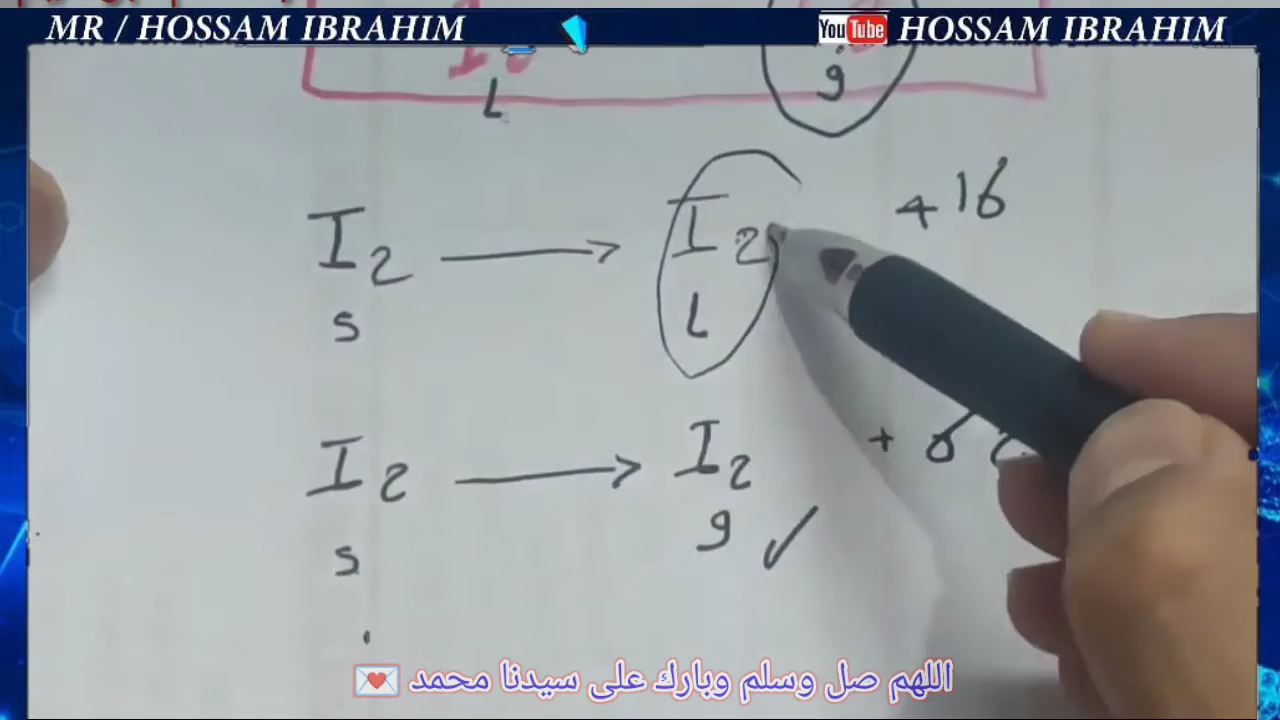 MR / HOSSAM IBRAHIM
YouTube HOSSAM IBRAHIM
L
g
I2 → I2 + 16
s L
I2 → I2 +
s g ✓
اللهم صل وسلم وبارك على سيدنا محمد 💌